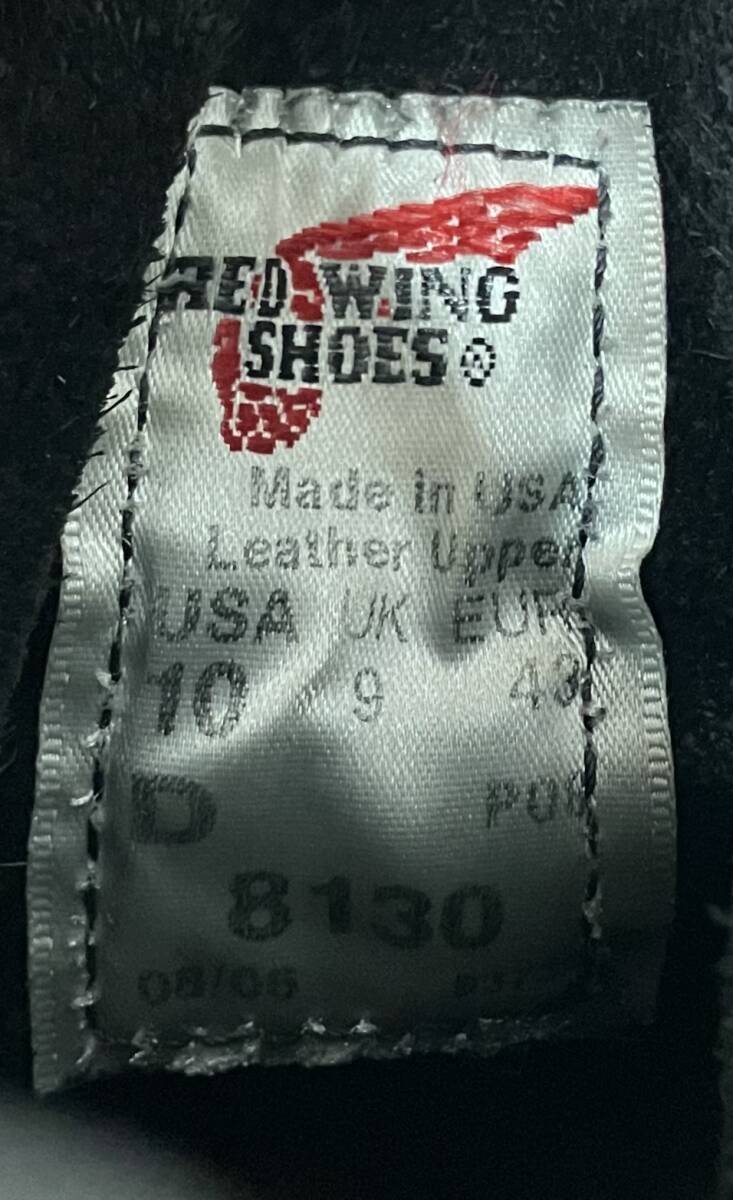 RED WING
SHOES®
Made in USA
Leather Upper
USA UK EUR
10 9 43
D
8130
08/06